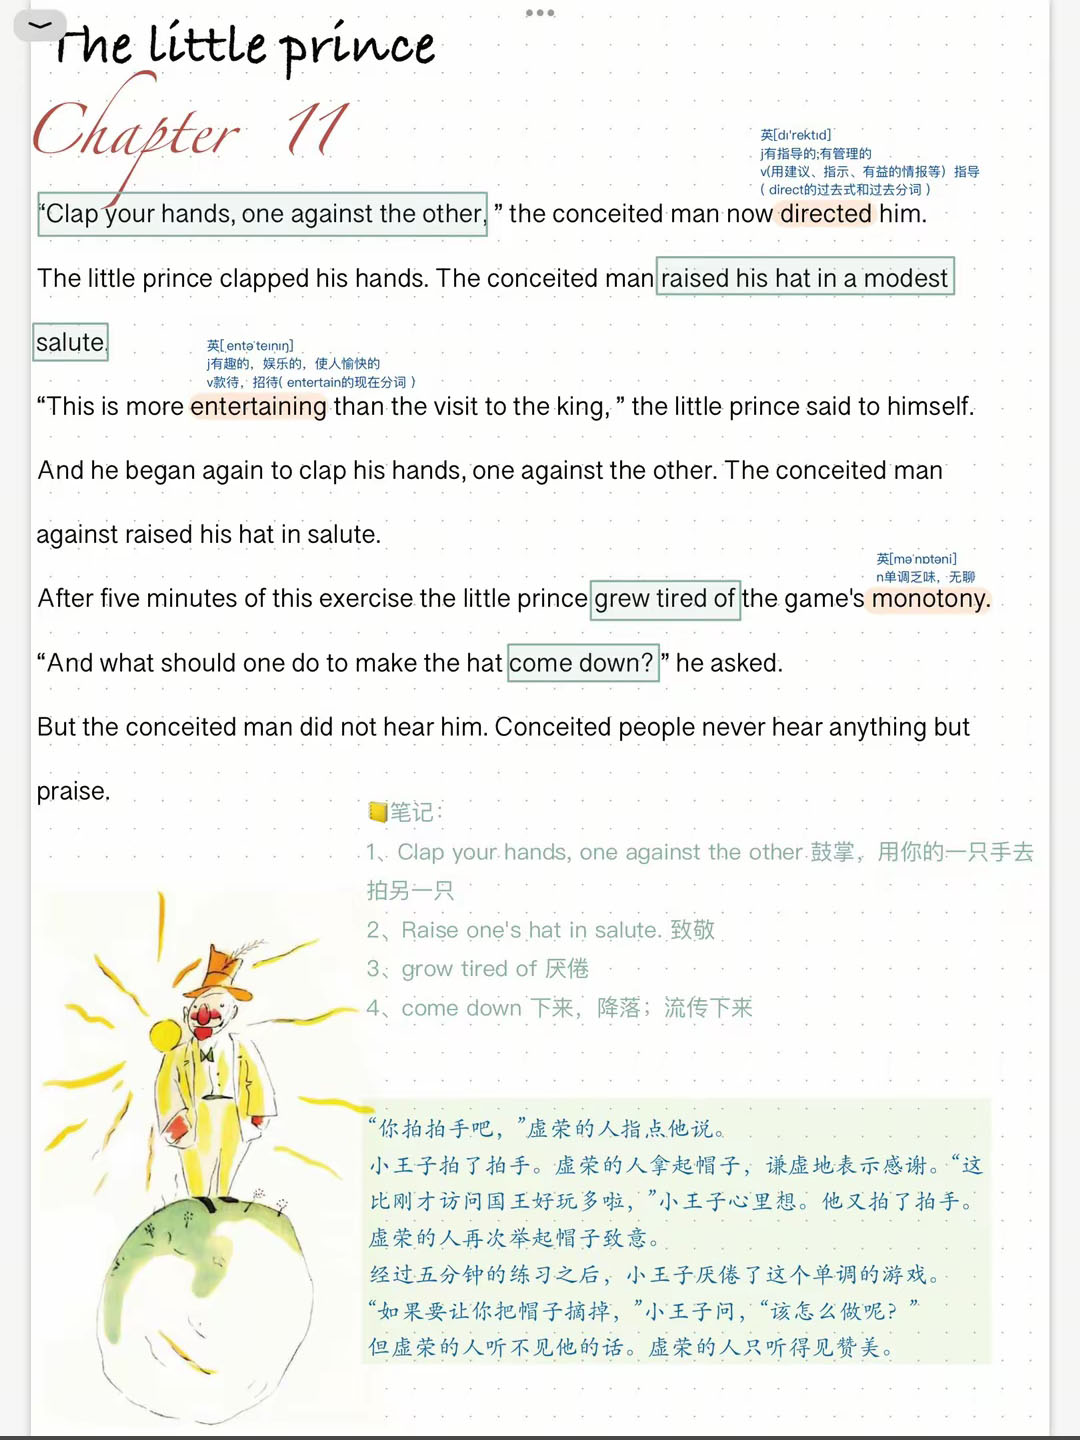 The little prince
Chapter 11
英[dɪ'rektɪd]
j有指导的;有管理的
v(用建议、指示、有益的情报等）指导
( direct的过去式和过去分词 )
“Clap your hands, one against the other, ” the conceited man now directed him.
The little prince clapped his hands. The conceited man raised his hat in a modest
salute.
英[ˌentəˈteɪnɪŋ]
j有趣的，娱乐的，使人愉快的
v款待，招待( entertain的现在分词 )
“This is more entertaining than the visit to the king, ” the little prince said to himself.
And he began again to clap his hands, one against the other. The conceited man
against raised his hat in salute.
英[məˈnɒtəni]
n单调乏味，无聊
After five minutes of this exercise the little prince grew tired of the game's monotony.
“And what should one do to make the hat come down? ” he asked.
But the conceited man did not hear him. Conceited people never hear anything but
praise.
📒笔记：
1、Clap your hands, one against the other.鼓掌，用你的一只手去
拍另一只
2、Raise one's hat in salute. 致敬
3、grow tired of 厌倦
4、come down 下来，降落；流传下来
“你拍拍手吧，”虚荣的人指点他说。
小王子拍了拍手。虚荣的人拿起帽子，谦虚地表示感谢。“这
比刚才访问国王好玩多啦，”小王子心里想。他又拍了拍手。
虚荣的人再次举起帽子致意。
经过五分钟的练习之后，小王子厌倦了这个单调的游戏。
“如果要让你把帽子摘掉，”小王子问，“该怎么做呢？”
但虚荣的人听不见他的话。虚荣的人只听得见赞美。